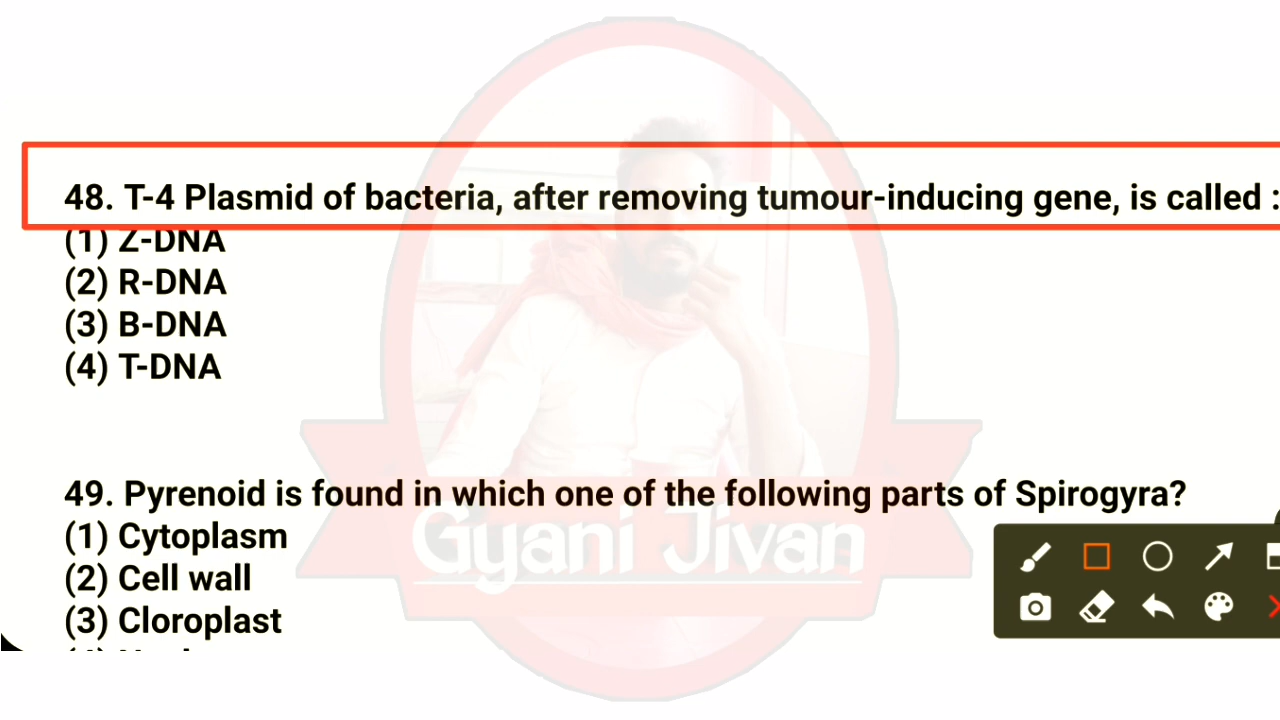 48. T-4 Plasmid of bacteria, after removing tumour-inducing gene, is called :
(1) Z-DNA
(2) R-DNA
(3) B-DNA
(4) T-DNA
49. Pyrenoid is found in which one of the following parts of Spirogyra?
(1) Cytoplasm
(2) Cell wall
(3) Cloroplast
Gyani Jivan